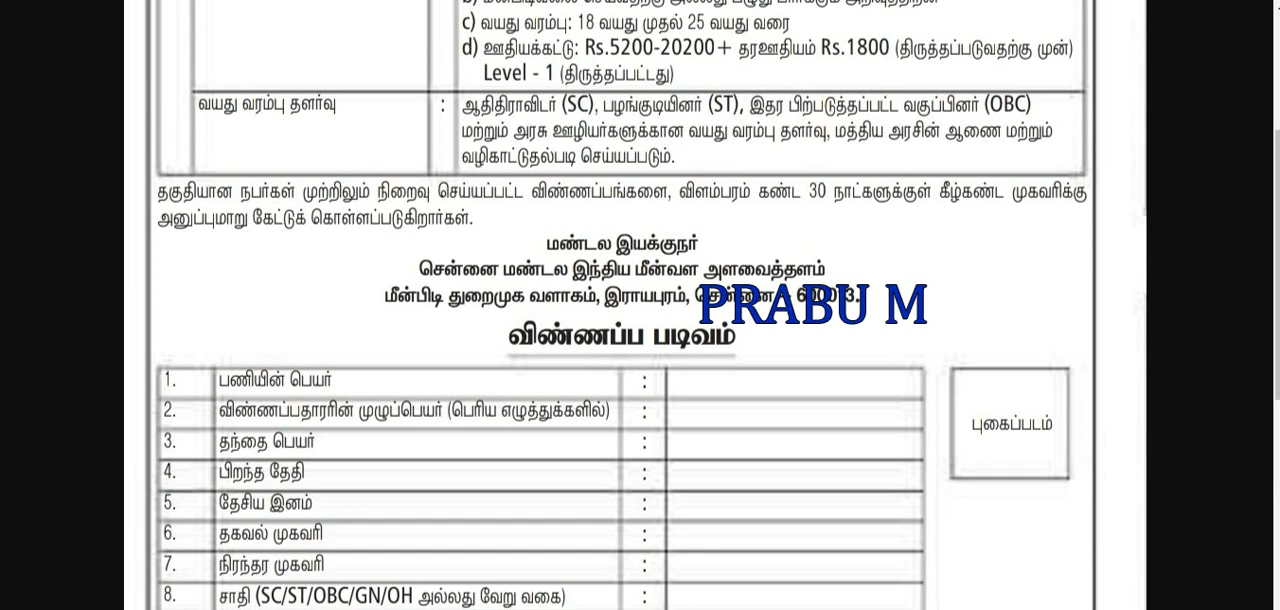 c) வயது வரம்பு: 18 வயது முதல் 25 வயது வரை
d) ஊதியக்கட்டு: Rs.5200-20200+ தரஊதியம் Rs.1800 (திருத்தப்படுவதற்கு முன்)
Level - 1 (திருத்தப்பட்டது)
வயது வரம்பு தளர்வு : ஆதிதிராவிடர் (SC), பழங்குடியினர் (ST), இதர பிற்படுத்தப்பட்ட வகுப்பினர் (OBC)
மற்றும் அரசு ஊழியர்களுக்கான வயது வரம்பு தளர்வு, மத்திய அரசின் ஆணை மற்றும்
வழிகாட்டுதல்படி செய்யப்படும்.
தகுதியான நபர்கள் முற்றிலும் நிறைவு செய்யப்பட்ட விண்ணப்பங்களை, விளம்பரம் கண்ட 30 நாட்களுக்குள் கீழ்கண்ட முகவரிக்கு
அனுப்புமாறு கேட்டுக் கொள்ளப்படுகிறார்கள்.
மண்டல இயக்குநர்
சென்னை மண்டல இந்திய மீன்வள அளவைத்தளம்
மீன்பிடி துறைமுக வளாகம், இராயபுரம், சென்னை
PRABU M
விண்ணப்ப படிவம்
1. பணியின் பெயர் :
2. விண்ணப்பதாரரின் முழுப்பெயர் (பெரிய எழுத்துக்களில்) :
3. தந்தை பெயர் :
4. பிறந்த தேதி :
5. தேசிய இனம் :
6. தகவல் முகவரி :
7. நிரந்தர முகவரி :
8. சாதி (SC/ST/OBC/GN/OH அல்லது வேறு வகை) :
புகைப்படம்